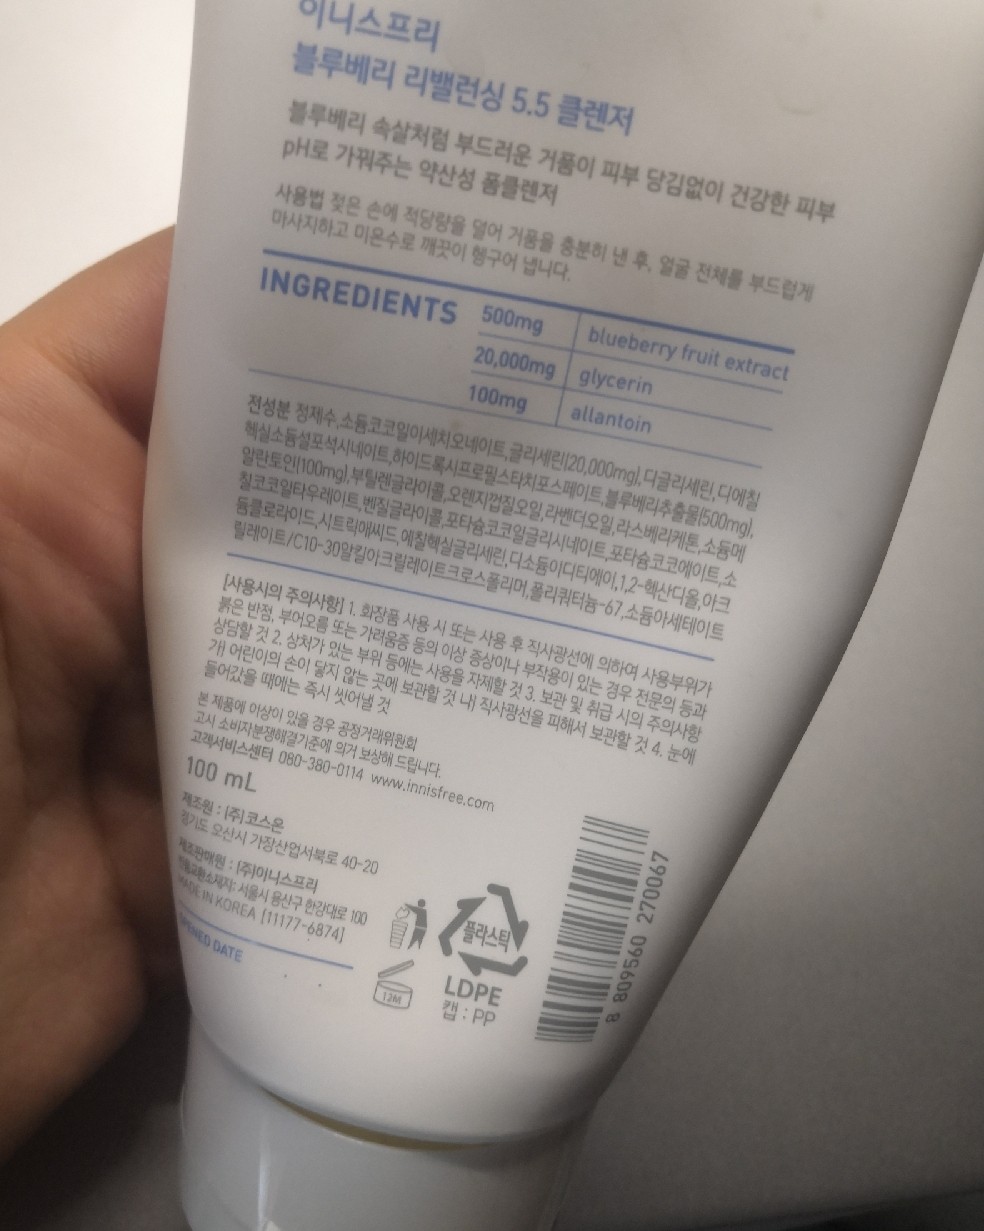 이니스프리
블루베리 리밸런싱 5.5 클렌저
블루베리 속살처럼 부드러운 거품이 피부 당김없이 건강한 피부
pH로 가꿔주는 약산성 폼클렌저
사용법 젖은 손에 적당량을 덜어 거품을 충분히 낸 후, 얼굴 전체를 부드럽게
마사지하고 미온수로 깨끗이 헹구어 냅니다.
INGREDIENTS
500mg blueberry fruit extract
20,000mg glycerin
100mg allantoin
전성분 정제수,소듐코코일이세치오네이트,글리세린(20,000mg),다글리세린,디에칠
헥실소듐설포석시네이트,하이드록시프로필스타치포스페이트,블루베리추출물(500mg),
알란토인(100mg),부틸렌글라이콜,오렌지껍질오일,라벤더오일,라스베리케톤,소듐메
칠코코일타우레이트,벤질글라이콜,포타슘코코일글리시네이트,포타슘코코에이트,소
듐클로라이드,시트릭애씨드,에칠헥실글리세린,디소듐이디티에이,1,2-헥산디올,아크
릴레이트/C10-30알킬아크릴레이트크로스폴리머,폴리쿼터늄-67,소듐아세테이트
[사용시의 주의사항] 1. 화장품 사용 시 또는 사용 후 직사광선에 의하여 사용부위가
붉은 반점, 부어오름 또는 가려움증 등의 이상 증상이나 부작용이 있는 경우 전문의 등과
상담할 것 2. 상처가 있는 부위 등에는 사용을 자제할 것 3. 보관 및 취급 시의 주의사항
가) 어린이의 손이 닿지 않는 곳에 보관할 것 나) 직사광선을 피해서 보관할 것 4. 눈에
들어갔을 때에는 즉시 씻어낼 것
본 제품에 이상이 있을 경우 공정거래위원회
고시 소비자분쟁해결기준에 의거 보상해 드립니다.
고객서비스센터 080-380-0114 www.innisfree.com
100 mL
제조원 : (주)코스온
경기도 오산시 가장산업서북로 40-20
제조판매원 : (주)이니스프리
반품교환소재지: 서울시 용산구 한강대로 100
MADE IN KOREA [11177-6874]
OPENED DATE
12M
플라스틱
LDPE
캡 : PP
8 809560 270067